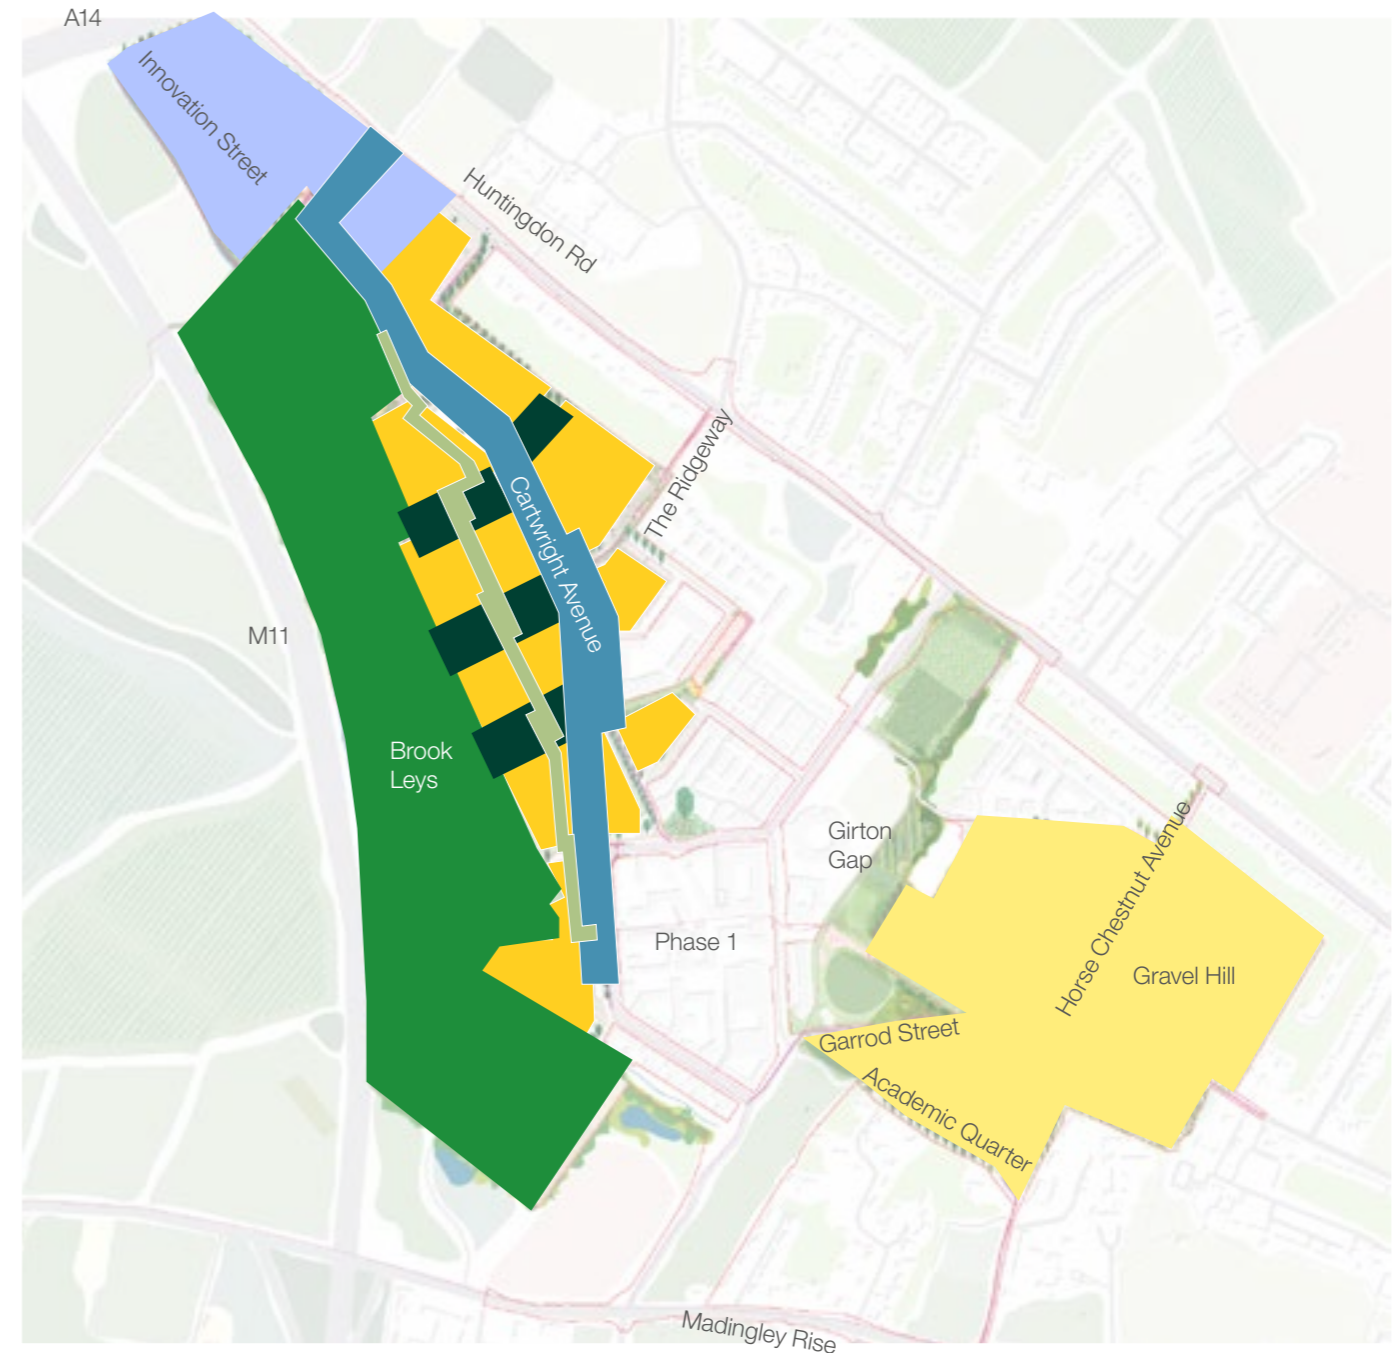 A14
Innovation Street
Huntingdon Rd
The Ridgeway
Cartwright Avenue
M11
Brook
Leys
Girton
Gap
Phase 1
Horse Chestnut Avenue
Gravel Hill
Garrod Street
Academic Quarter
Madingley Rise